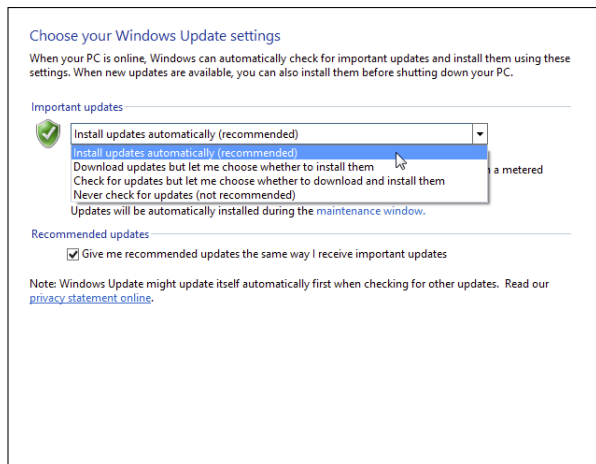 Choose your Windows Update settings
When your PC is online, Windows can automatically check for important updates and install them using these
settings. When new updates are available, you can also install them before shutting down your PC.
Important updates
Install updates automatically (recommended)
Install updates automatically (recommended)
Download updates but let me choose whether to install them
a metered
Check for updates but let me choose whether to download and install them
Never check for updates (not recommended)
Updates will be automatically installed during the maintenance window.
Recommended updates
Give me recommended updates the same way I receive important updates
Note: Windows Update might update itself automatically first when checking for other updates. Read our
privacy statement online.